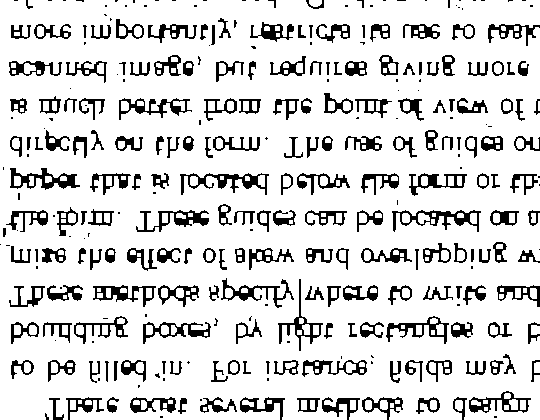 There exist several methods to design
to be filled in. For instance, fields may b
bounding boxes, by light rectangles or b
These methods specify where to write and
mize the effect of skew and overlapping wi
the form. These guides can be located on a
paper that is located below the form or the
directly on the form. The use of guides on
is much better from the point of view of t
scanned image, but requires giving more
more importantly, restricts its use to task